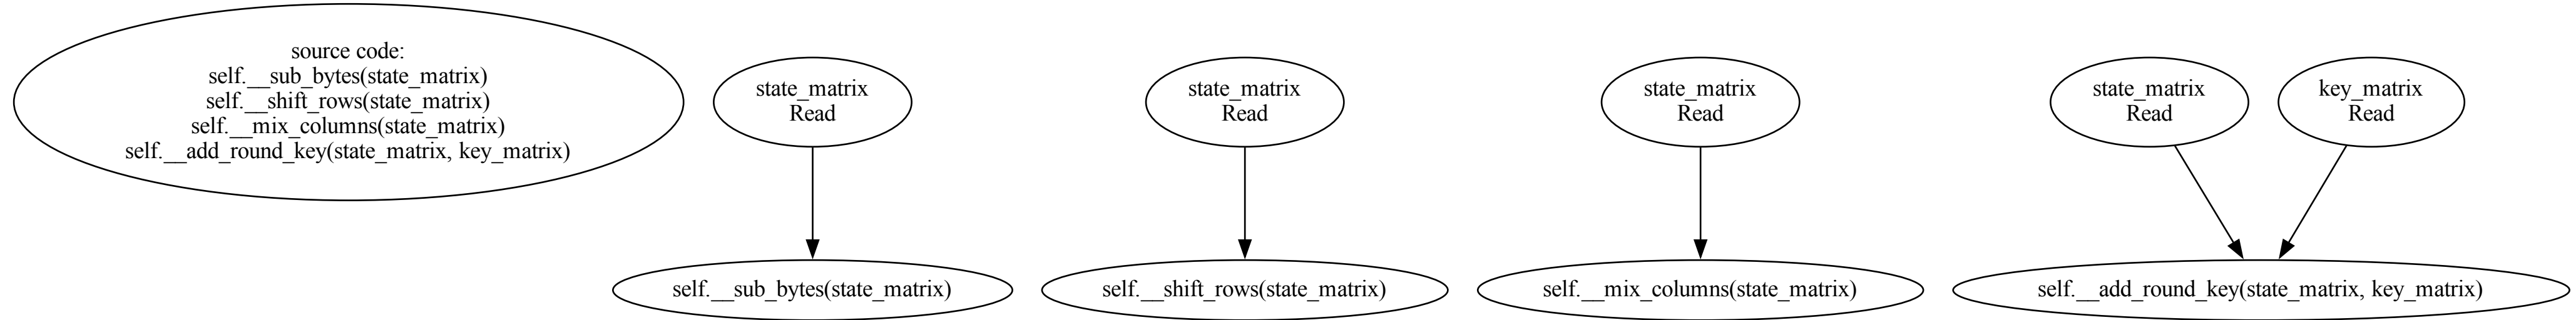 source code:
self.__sub_bytes(state_matrix)
self.__shift_rows(state_matrix)
self.__mix_columns(state_matrix)
self.__add_round_key(state_matrix, key_matrix)
state_matrix
Read
self.__sub_bytes(state_matrix)
state_matrix
Read
self.__shift_rows(state_matrix)
state_matrix
Read
self.__mix_columns(state_matrix)
state_matrix
Read
key_matrix
Read
self.__add_round_key(state_matrix, key_matrix)